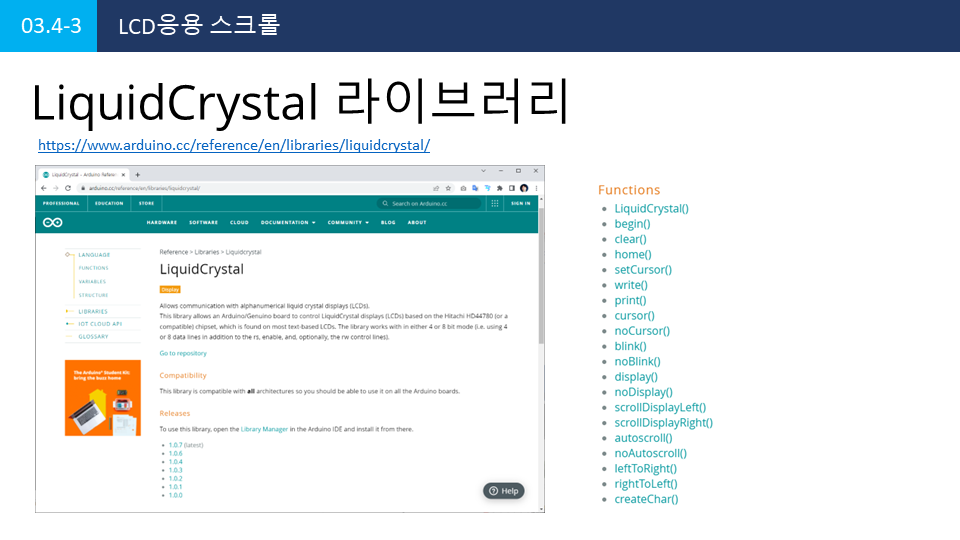 03.4-3
LCD응용 스크롤
LiquidCrystal 라이브러리
https://www.arduino.cc/reference/en/libraries/liquidcrystal/
LiquidCrystal - Arduino Refere
arduino.cc/reference/en/libraries/liquidcrystal/
PROFESSIONAL EDUCATION STORE
Search on Arduino.cc
SIGN IN
HARDWARE SOFTWARE CLOUD DOCUMENTATION COMMUNITY BLOG ABOUT
LANGUAGE
FUNCTIONS
VARIABLES
STRUCTURE
LIBRARIES
IOT CLOUD API
GLOSSARY
The Arduino® Student Kit:
bring the buzz home
Reference > Libraries > Liquidcrystal
LiquidCrystal
Display
Allows communication with alphanumerical liquid crystal displays (LCDs).
This library allows an Arduino/Genuino board to control LiquidCrystal displays (LCDs) based on the Hitachi HD44780 (or a
compatible) chipset, which is found on most text-based LCDs. The library works with in either 4 or 8 bit mode (i.e. using 4
or 8 data lines in addition to the rs, enable, and, optionally, the rw control lines).
Go to repository
Compatibility
This library is compatible with all architectures so you should be able to use it on all the Arduino boards.
Releases
To use this library, open the Library Manager in the Arduino IDE and install it from there.
1.0.7 (latest)
1.0.6
1.0.4
1.0.3
1.0.2
1.0.1
1.0.0
Help
Functions
LiquidCrystal()
begin()
clear()
home()
setCursor()
write()
print()
cursor()
noCursor()
blink()
noBlink()
display()
noDisplay()
scrollDisplayLeft()
scrollDisplayRight()
autoscroll()
noAutoscroll()
leftToRight()
rightToLeft()
createChar()